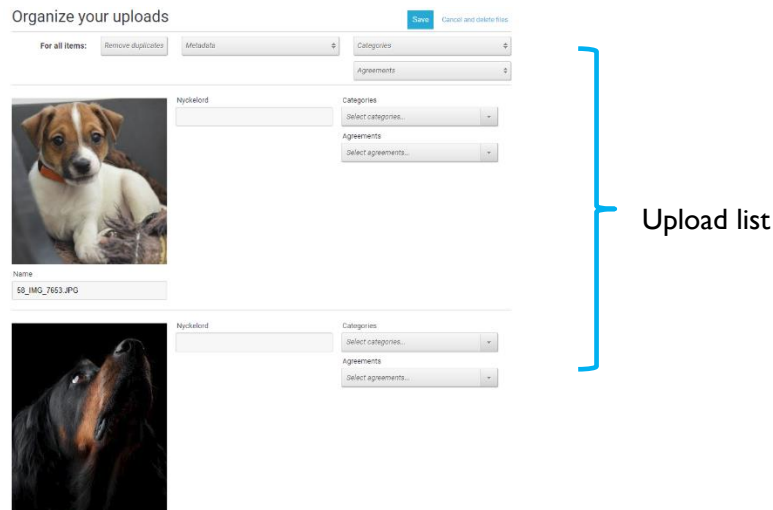 Organize your uploads
Save Cancel and delete files
For all items: Remove duplicates Metadata Categories
Agreements
Nyckelord Categories
Select categories...
Agreements
Select agreements...
Upload list
Name
58_IMG_7653.JPG
Nyckelord Categories
Select categories...
Agreements
Select agreements...